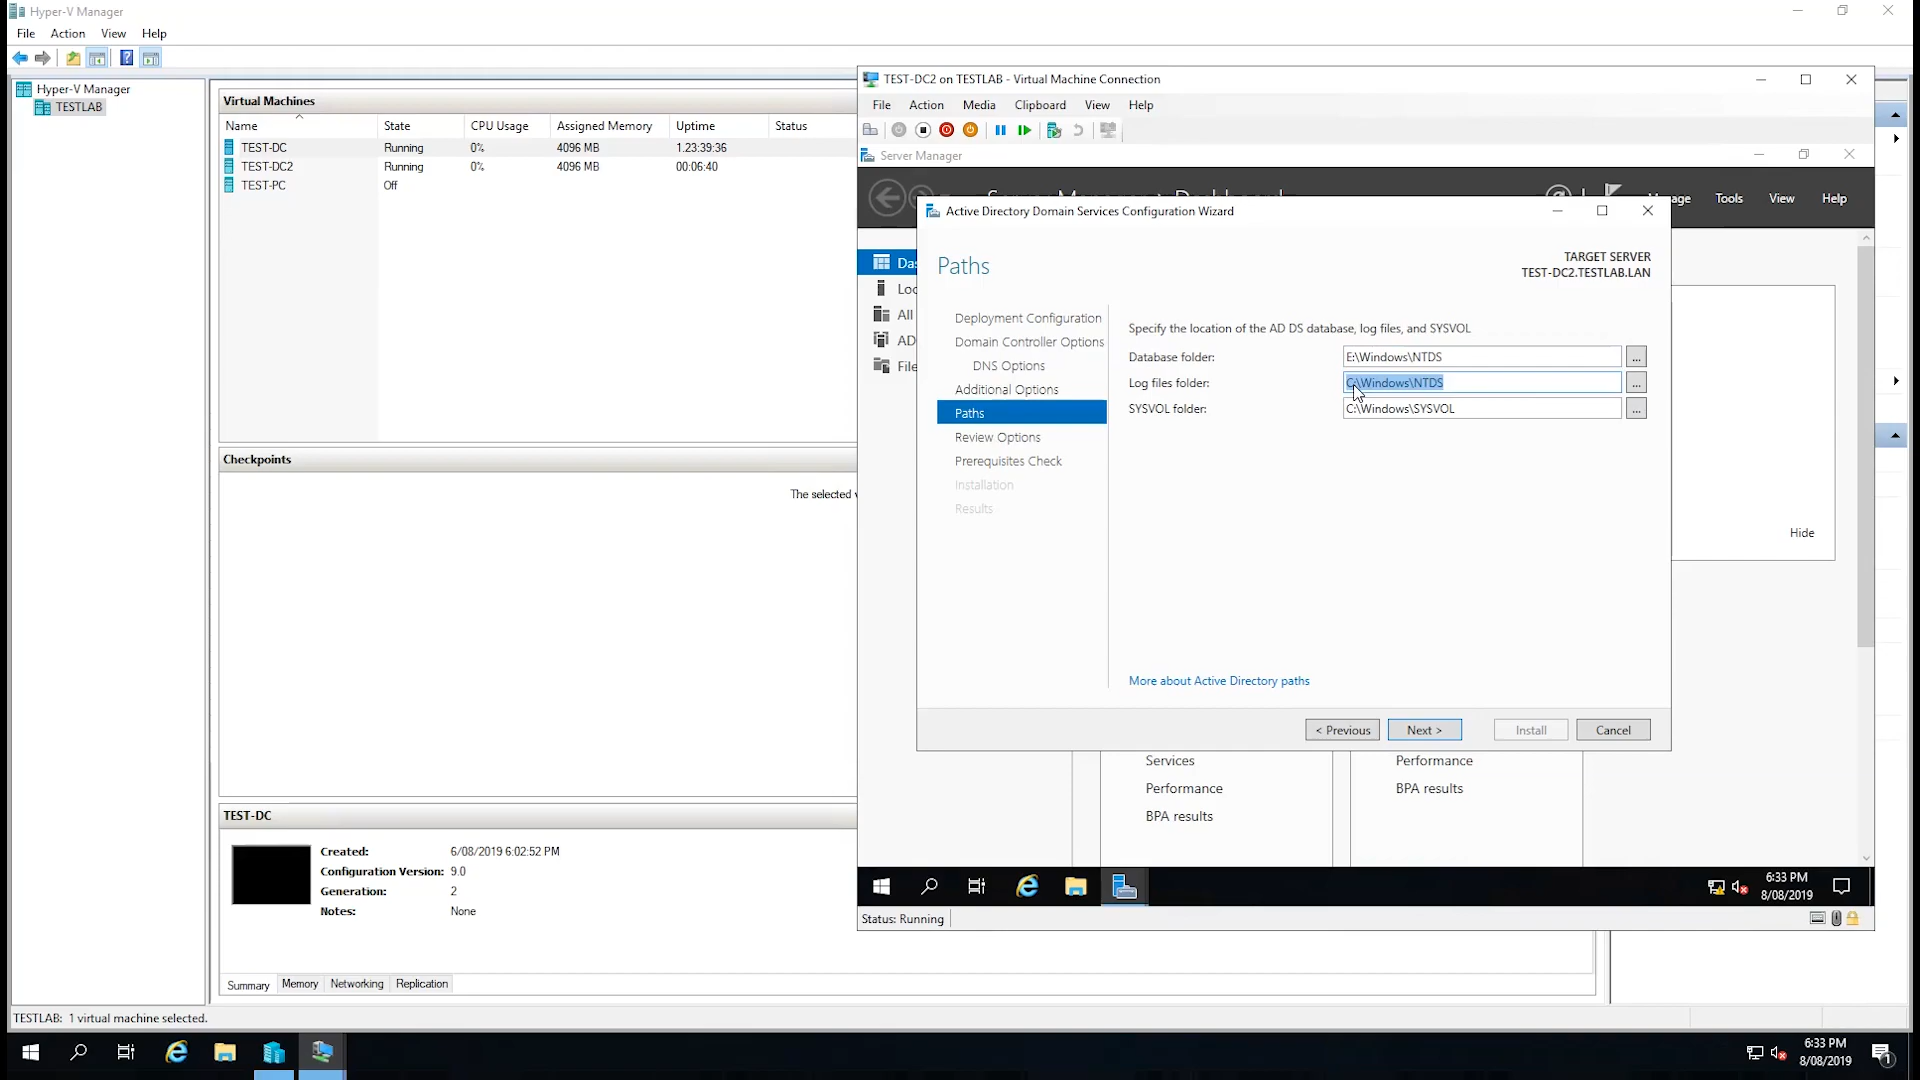 Hyper-V Manager
File Action View Help
Hyper-V Manager
TESTLAB
Virtual Machines
Name State CPU Usage Assigned Memory Uptime Status
TEST-DC Running 0% 4096 MB 1.23:39:36
TEST-DC2 Running 0% 4096 MB 00:06:40
TEST-PC Off
Checkpoints
The selected
TEST-DC
Created: 6/08/2019 6:02:52 PM
Configuration Version: 9.0
Generation: 2
Notes: None
Summary Memory Networking Replication
TESTLAB: 1 virtual machine selected.
TEST-DC2 on TESTLAB - Virtual Machine Connection
File Action Media Clipboard View Help
Server Manager
Tools View Help
Active Directory Domain Services Configuration Wizard
Paths
TARGET SERVER
TEST-DC2.TESTLAB.LAN
Deployment Configuration
Domain Controller Options
DNS Options
Additional Options
Paths
Review Options
Prerequisites Check
Installation
Results
Specify the location of the AD DS database, log files, and SYSVOL
Database folder: E:\Windows\NTDS ...
Log files folder: C:\Windows\NTDS ...
SYSVOL folder: C:\Windows\SYSVOL ...
More about Active Directory paths
< Previous Next > Install Cancel
All
AD
Hide
Services
Performance
BPA results
Performance
BPA results
6:33 PM
8/08/2019
Status: Running
6:33 PM
8/08/2019
1